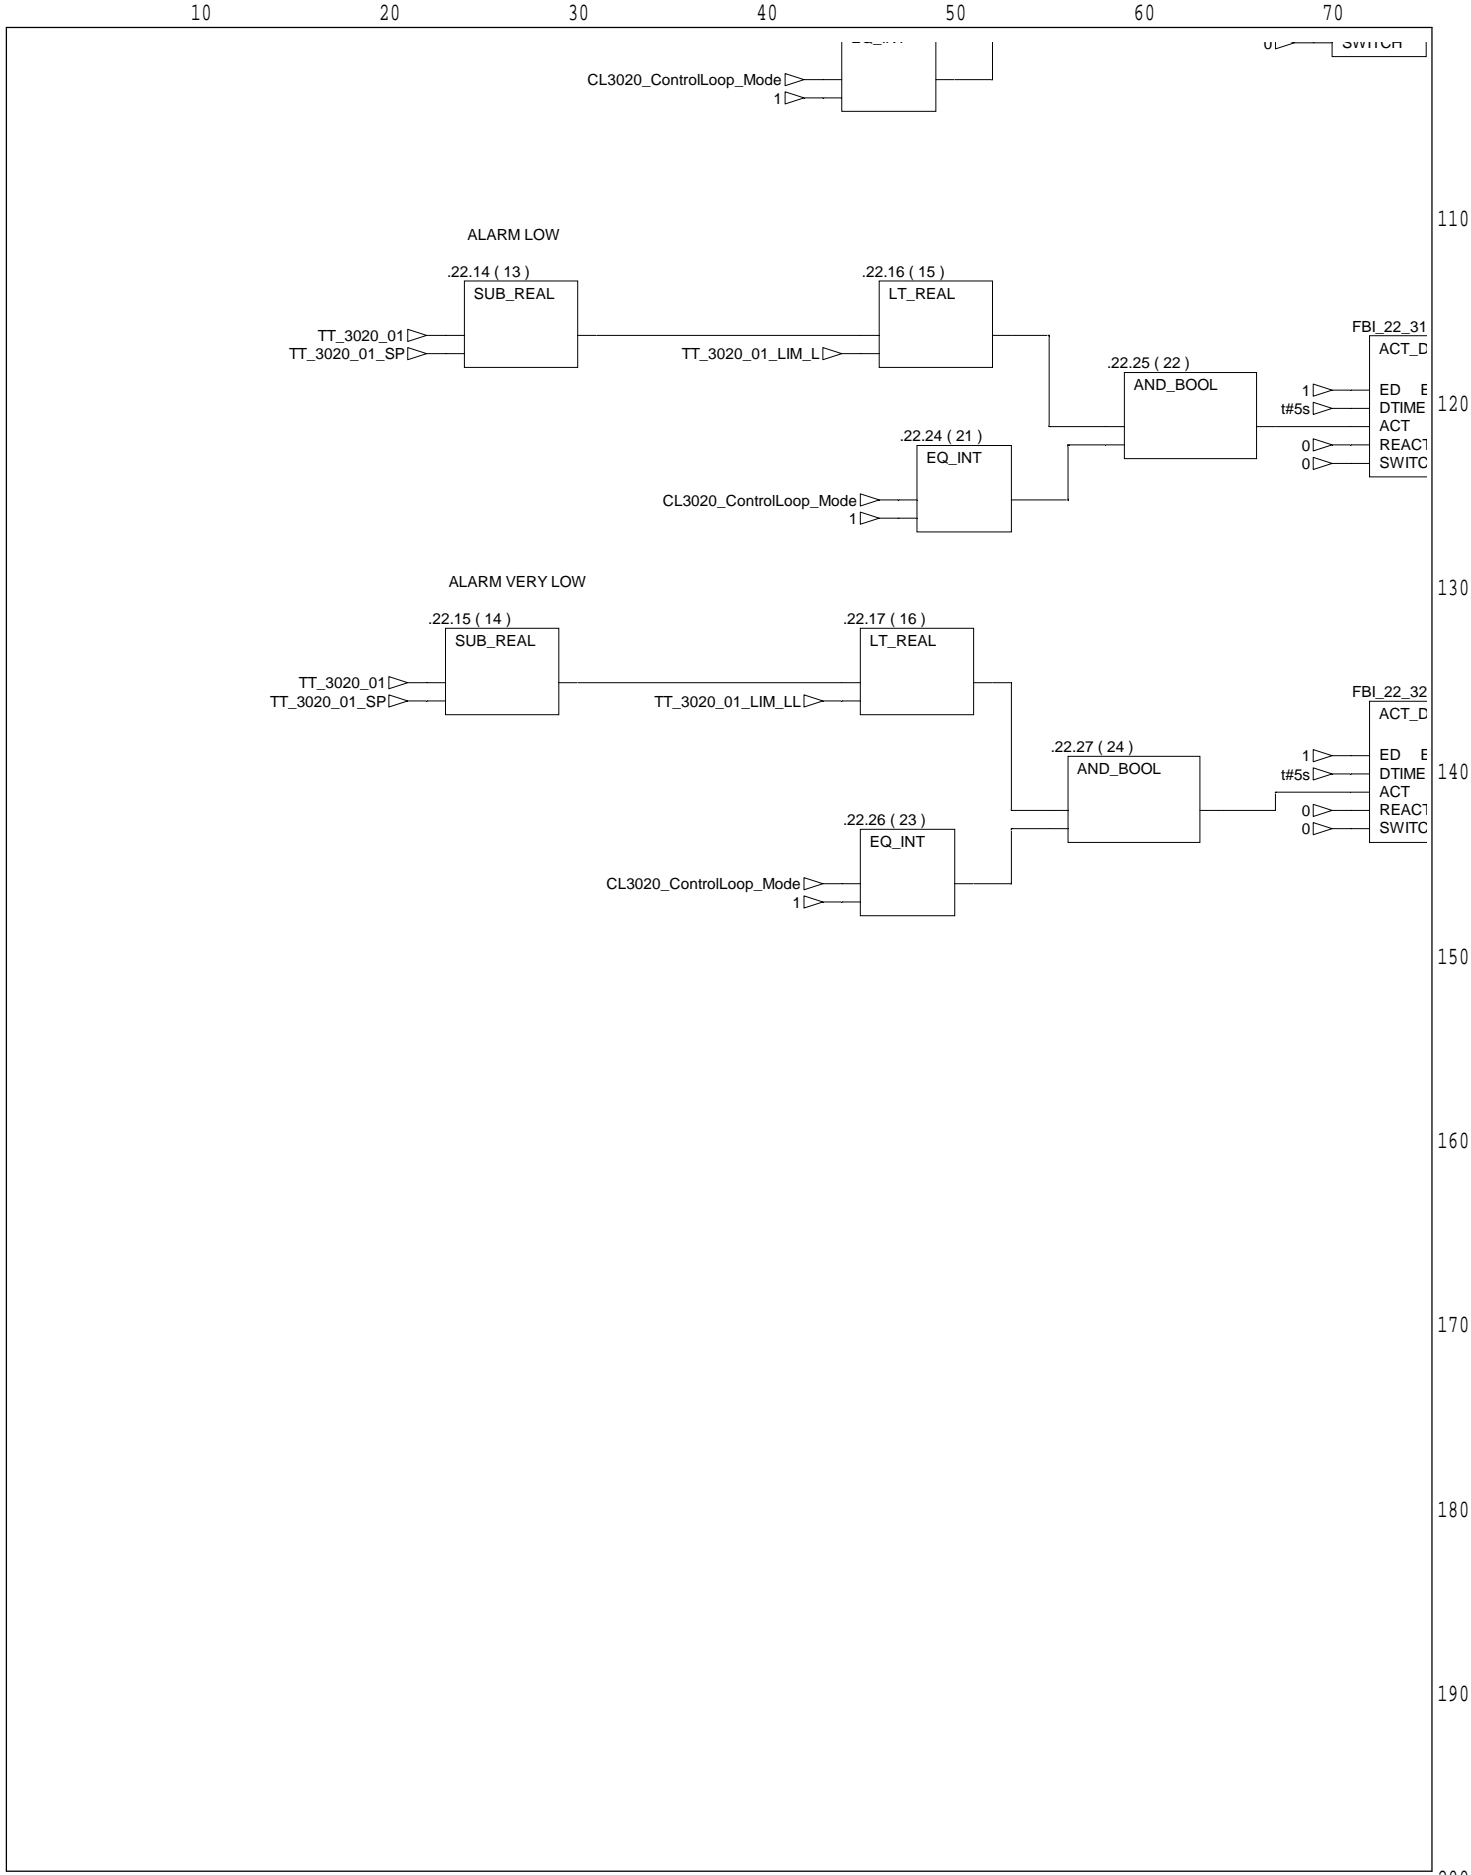 10 20 30 40 50 60 70
SWITCH
CL3020_ControlLoop_Mode
1
110
ALARM LOW
.22.14 ( 13 )
SUB_REAL
.22.16 ( 15 )
LT_REAL
TT_3020_01
TT_3020_01_SP
TT_3020_01_LIM_L
FBI_22_31
ACT_D
.22.25 ( 22 )
AND_BOOL
1 ED E
t#5s DTIME
120
ACT
0 REACT
0 SWITC
.22.24 ( 21 )
EQ_INT
CL3020_ControlLoop_Mode
1
ALARM VERY LOW
130
.22.15 ( 14 )
SUB_REAL
.22.17 ( 16 )
LT_REAL
TT_3020_01
TT_3020_01_SP
TT_3020_01_LIM_LL
FBI_22_32
ACT_D
.22.27 ( 24 )
AND_BOOL
1 ED E
t#5s DTIME
140
ACT
0 REACT
0 SWITC
.22.26 ( 23 )
EQ_INT
CL3020_ControlLoop_Mode
1
150
160
170
180
190